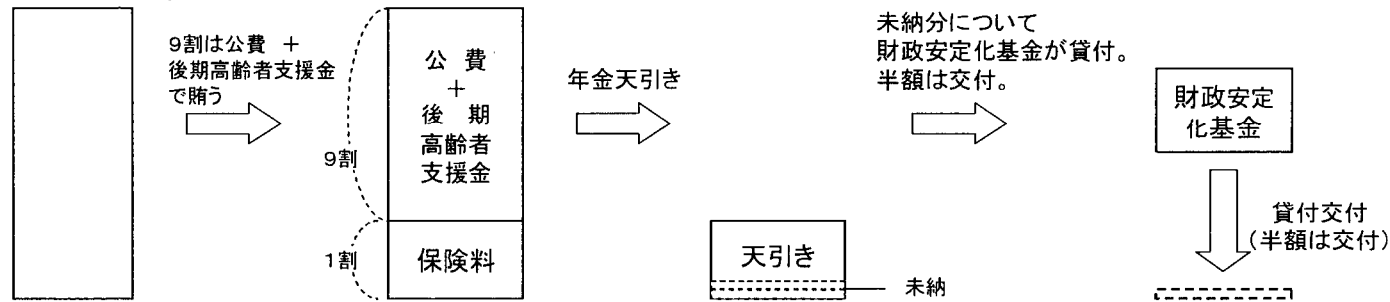 9割は公費 ＋
後期高齢者支援金
で賄う
9割
1割
公 費
＋
後 期
高齢者
支援金
保険料
年金天引き
天引き
未納
未納分について
財政安定化基金が貸付。
半額は交付。
財政安定
化基金
貸付交付
（半額は交付）